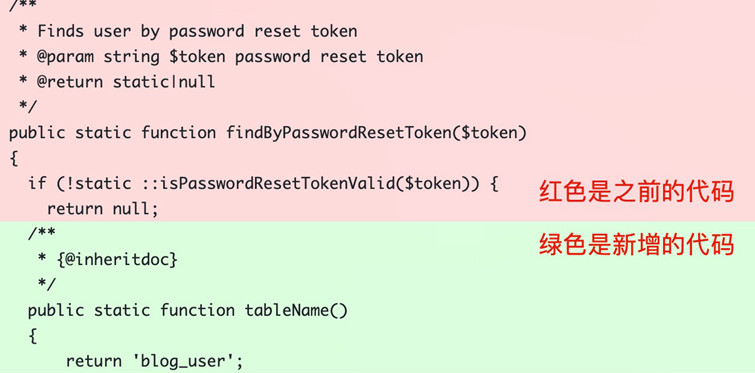 /**
 * Finds user by password reset token
 * @param string $token password reset token
 * @return static|null
 */
public static function findByPasswordResetToken($token)
{
  if (!static ::isPasswordResetTokenValid($token)) {
    return null;
红色是之前的代码
  /**
绿色是新增的代码
   * {@inheritdoc}
   */
  public static function tableName()
  {
      return 'blog_user';